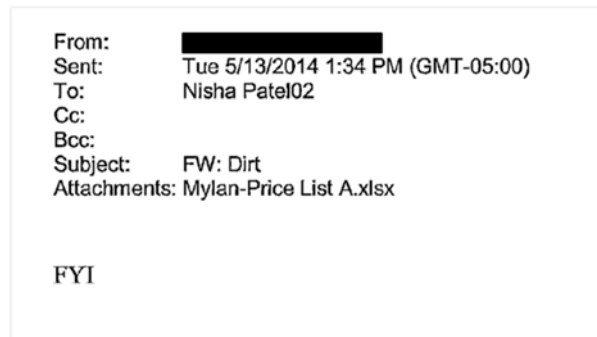 From:
Sent: Tue 5/13/2014 1:34 PM (GMT-05:00)
To: Nisha Patel02
Cc:
Bcc:
Subject: FW: Dirt
Attachments: Mylan-Price List A.xlsx
FYI